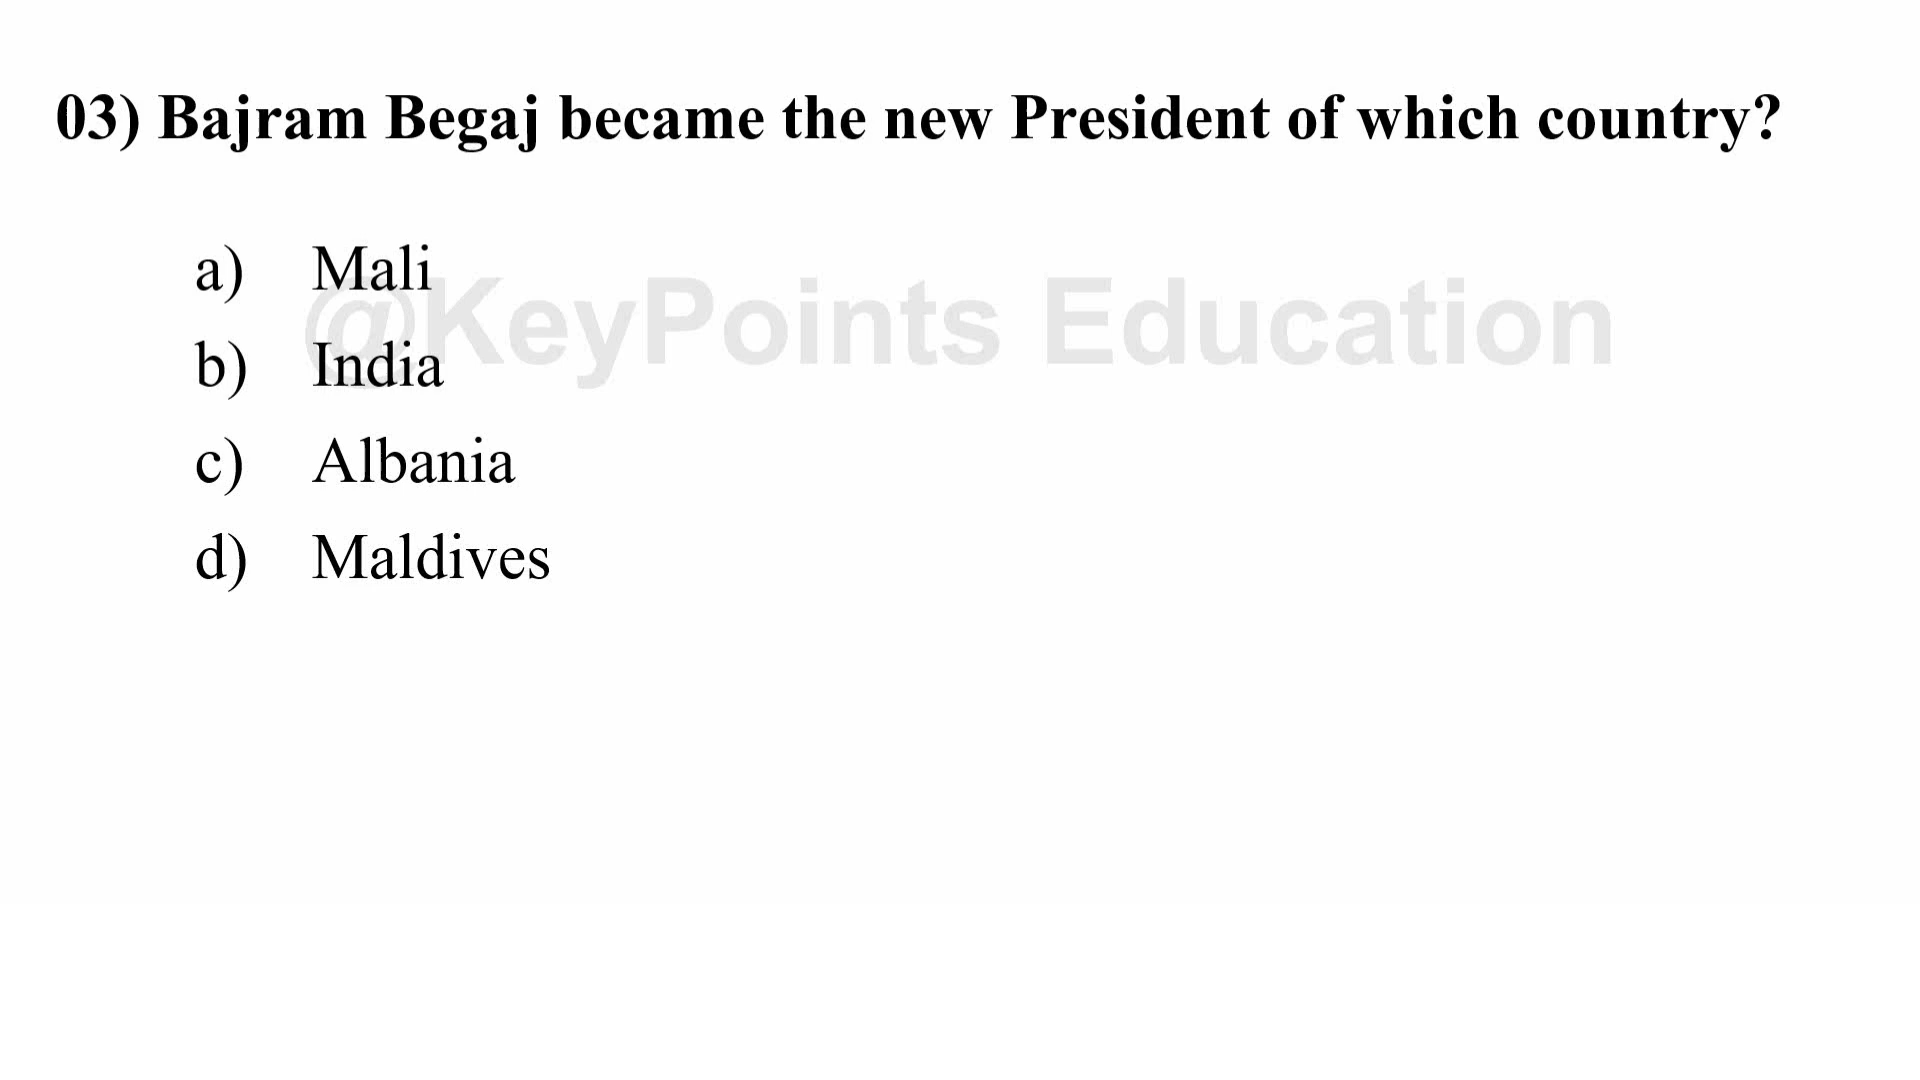 03) Bajram Begaj became the new President of which country?
a) Mali
@KeyPoints Education
b) India
c) Albania
d) Maldives